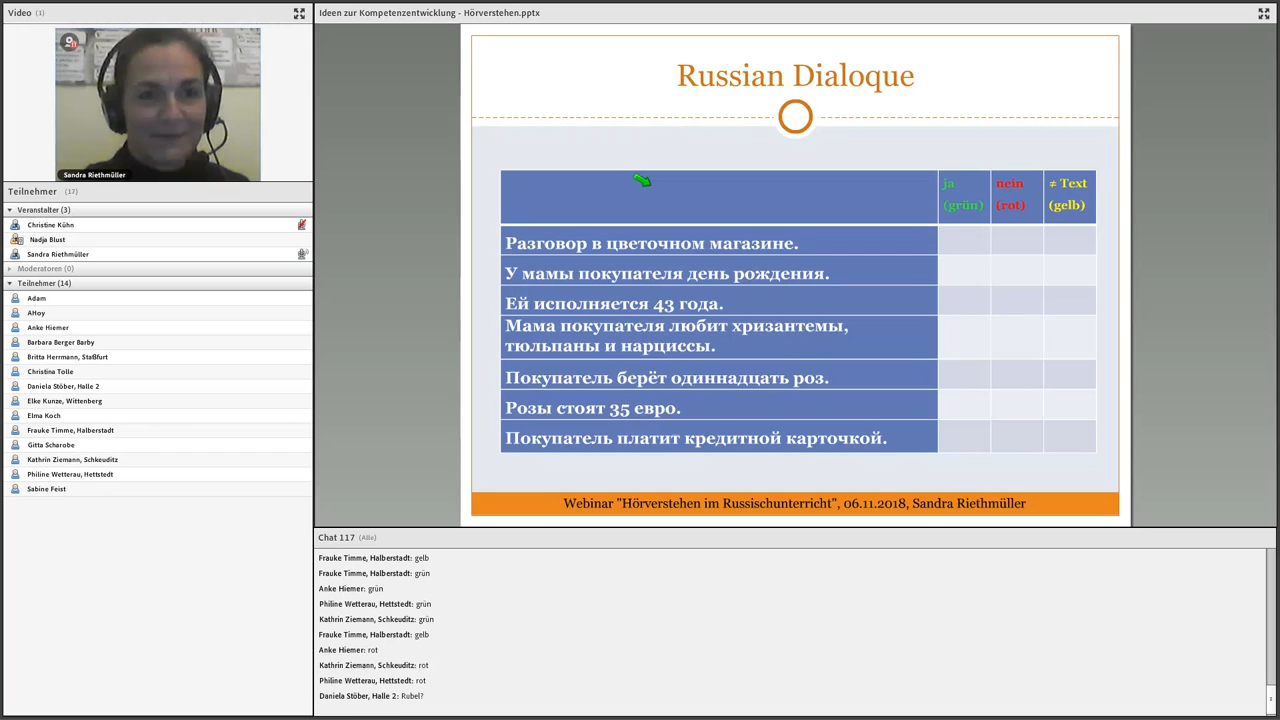 Video (1)
Sandra Riethmüller
Teilnehmer (17)
Veranstalter (3)
Christine Kühn
Nadja Blust
Sandra Riethmüller
Moderatoren (0)
Teilnehmer (14)
Adam
AHoy
Anke Hiemer
Barbara Berger Barby
Britta Herrmann, Staßfurt
Christina Tolle
Daniela Stöber, Halle 2
Elke Kunze, Wittenberg
Elma Koch
Frauke Timme, Halberstadt
Gitta Scharobe
Kathrin Ziemann, Schkeuditz
Philine Wetterau, Hettstedt
Sabine Feist
Ideen zur Kompetenzentwicklung - Hörverstehen.pptx
Russian Dialoque
ja
(grün)
nein
(rot)
≠ Text
(gelb)
Разговор в цветочном магазине.
У мамы покупателя день рождения.
Ей исполняется 43 года.
Мама покупателя любит хризантемы,
тюльпаны и нарциссы.
Покупатель берёт одиннадцать роз.
Розы стоят 35 евро.
Покупатель платит кредитной карточкой.
Webinar "Hörverstehen im Russischunterricht", 06.11.2018, Sandra Riethmüller
Chat 117 (Alle)
Frauke Timme, Halberstadt: gelb
Frauke Timme, Halberstadt: grün
Anke Hiemer: grün
Philine Wetterau, Hettstedt: grün
Kathrin Ziemann, Schkeuditz: grün
Frauke Timme, Halberstadt: gelb
Anke Hiemer: rot
Kathrin Ziemann, Schkeuditz: rot
Philine Wetterau, Hettstedt: rot
Daniela Stöber, Halle 2: Rubel?